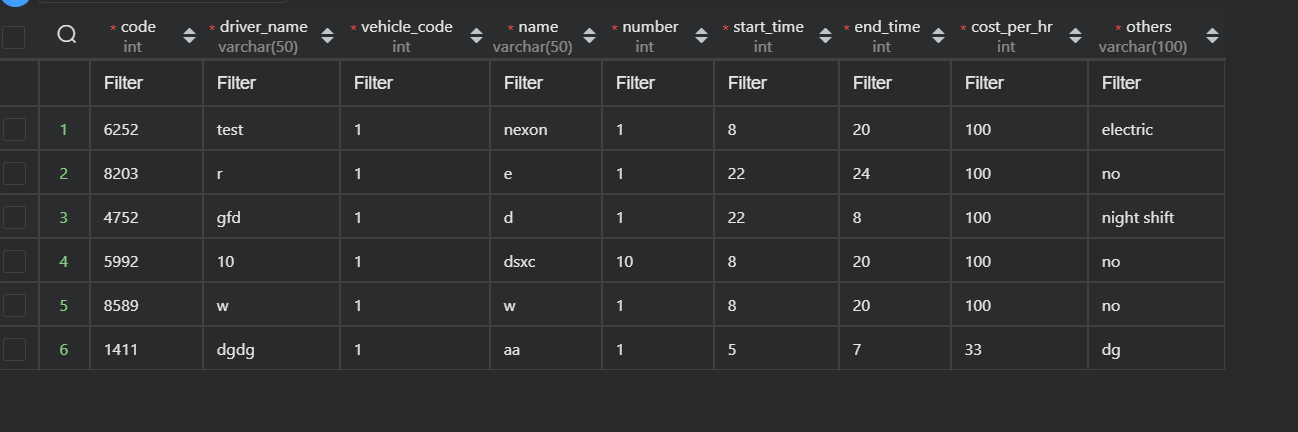 * code * driver_name * vehicle_code * name * number * start_time * end_time * cost_per_hr * others
int varchar(50) int varchar(50) int int int int varchar(100)
Filter Filter Filter Filter Filter Filter Filter Filter Filter
1 6252 test 1 nexon 1 8 20 100 electric
2 8203 r 1 e 1 22 24 100 no
3 4752 gfd 1 d 1 22 8 100 night shift
4 5992 10 1 dsxc 10 8 20 100 no
5 8589 w 1 w 1 8 20 100 no
6 1411 dgdg 1 aa 1 5 7 33 dg